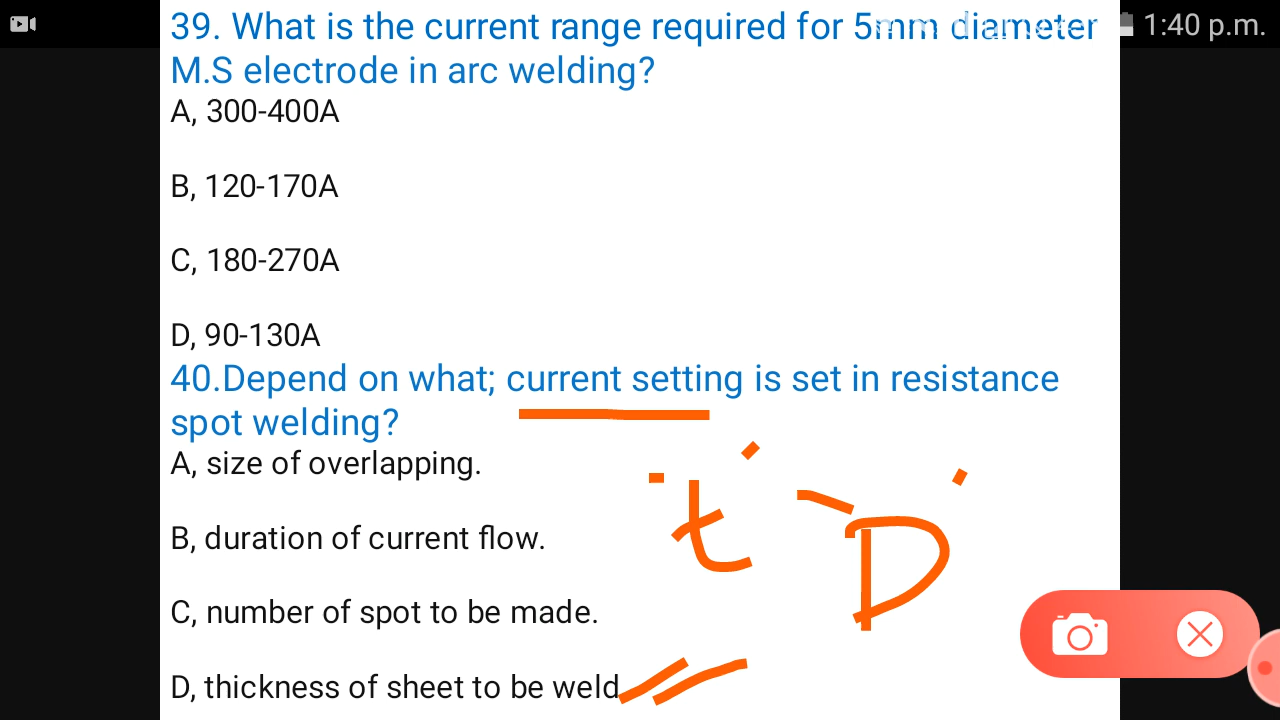 1:40 p.m.
39. What is the current range required for 5mm diameter
M.S electrode in arc welding?
A, 300-400A
B, 120-170A
C, 180-270A
D, 90-130A
40.Depend on what; current setting is set in resistance
spot welding?
A, size of overlapping.
B, duration of current flow.
C, number of spot to be made.
D, thickness of sheet to be weld
t D